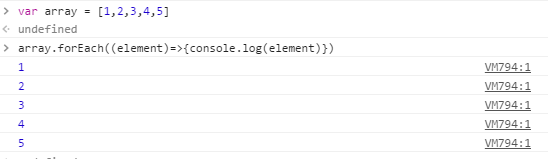 > var array = [1,2,3,4,5]
undefined
> array.forEach((element)=>{console.log(element)})
1 VM794:1
2 VM794:1
3 VM794:1
4 VM794:1
5 VM794:1